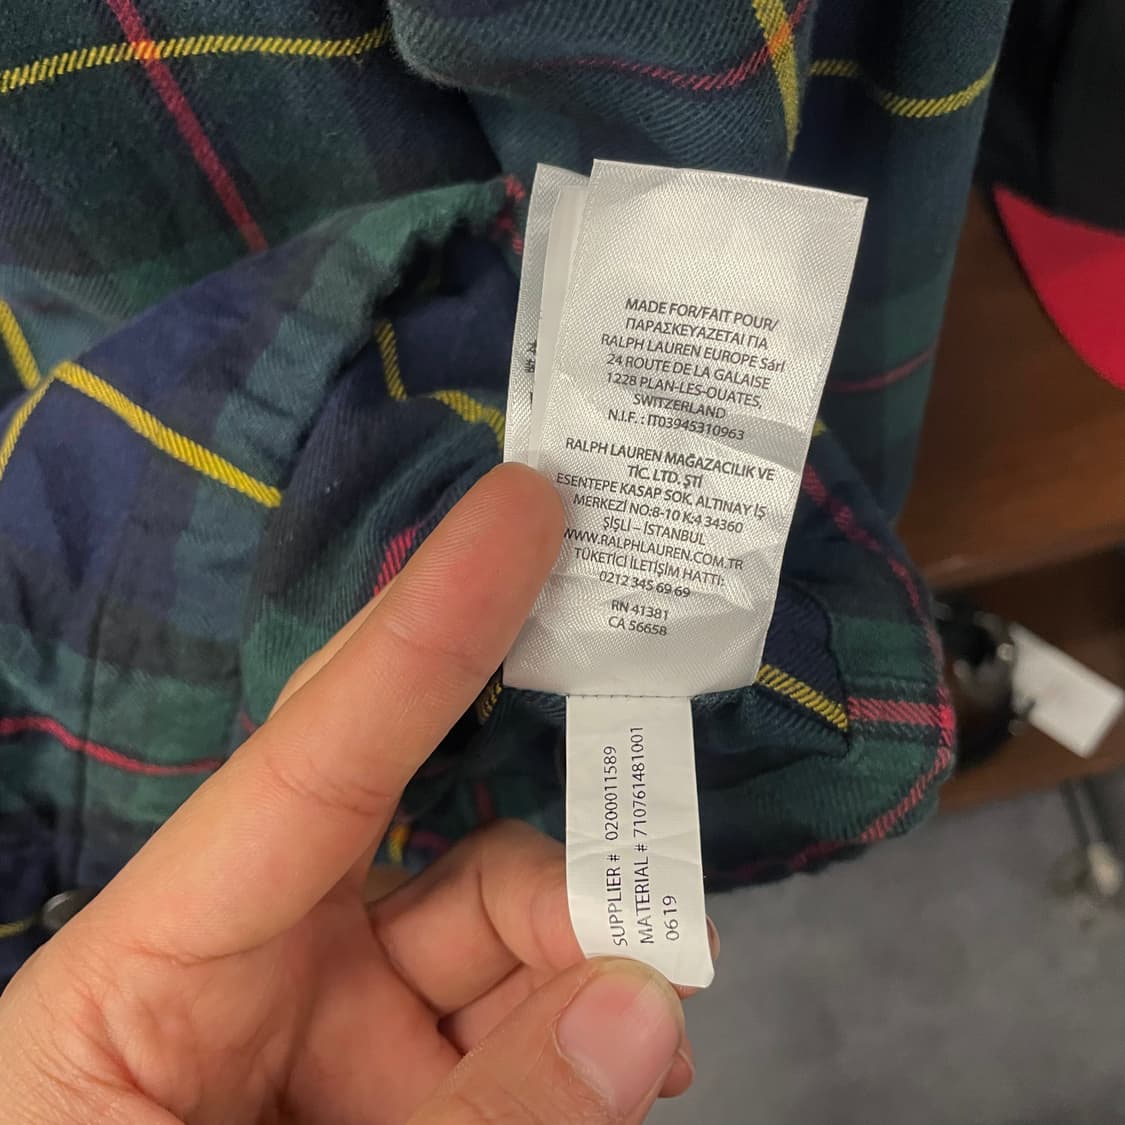 MADE FOR/FAIT POUR/
ΠΑΡΑΣΚΕΥΑΖΕΤΑΙ ΠΑ
RALPH LAUREN EUROPE Sárl
24 ROUTE DE LA GALAISE
1228 PLAN-LES-OUATES,
SWITZERLAND
N.I.F. : IT03945310963
RALPH LAUREN MAĞAZACILIK VE
TİC. LTD. ŞTİ
ESENTEPE KASAP SOK. ALTINAY İŞ
MERKEZİ NO:8-10 K:4 34360
ŞİŞLİ – İSTANBUL
WWW.RALPHLAUREN.COM.TR
TÜKETİCİ İLETİŞİM HATTI:
0212 345 69 69
RN 41381
CA 56658
SUPPLIER # 0200011589
MATERIAL # 710761481001
0619